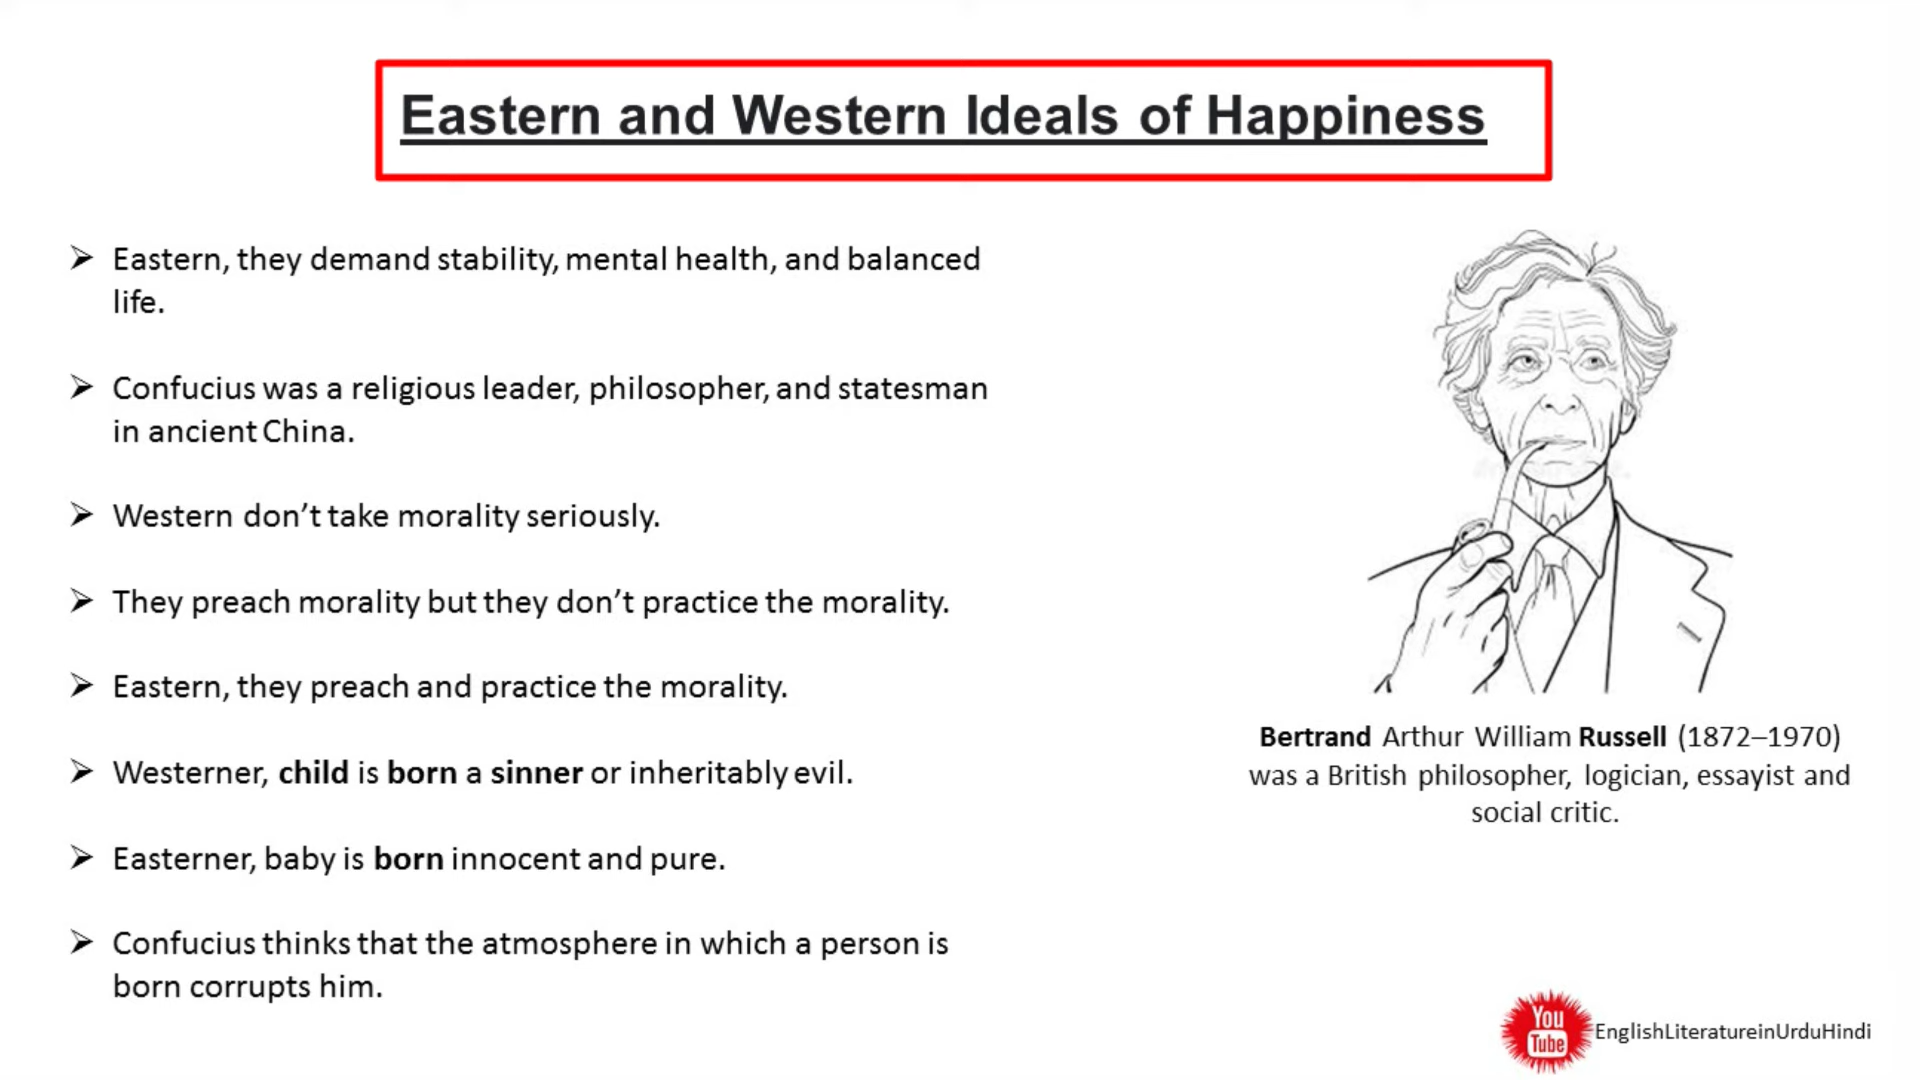 Eastern and Western Ideals of Happiness
➢ Eastern, they demand stability, mental health, and balanced
life.
➢ Confucius was a religious leader, philosopher, and statesman
in ancient China.
➢ Western don’t take morality seriously.
➢ They preach morality but they don’t practice the morality.
➢ Eastern, they preach and practice the morality.
➢ Westerner, child is born a sinner or inheritably evil.
➢ Easterner, baby is born innocent and pure.
➢ Confucius thinks that the atmosphere in which a person is
born corrupts him.
Bertrand Arthur William Russell (1872–1970)
was a British philosopher, logician, essayist and
social critic.
You
Tube
EnglishLiteratureinUrduHindi